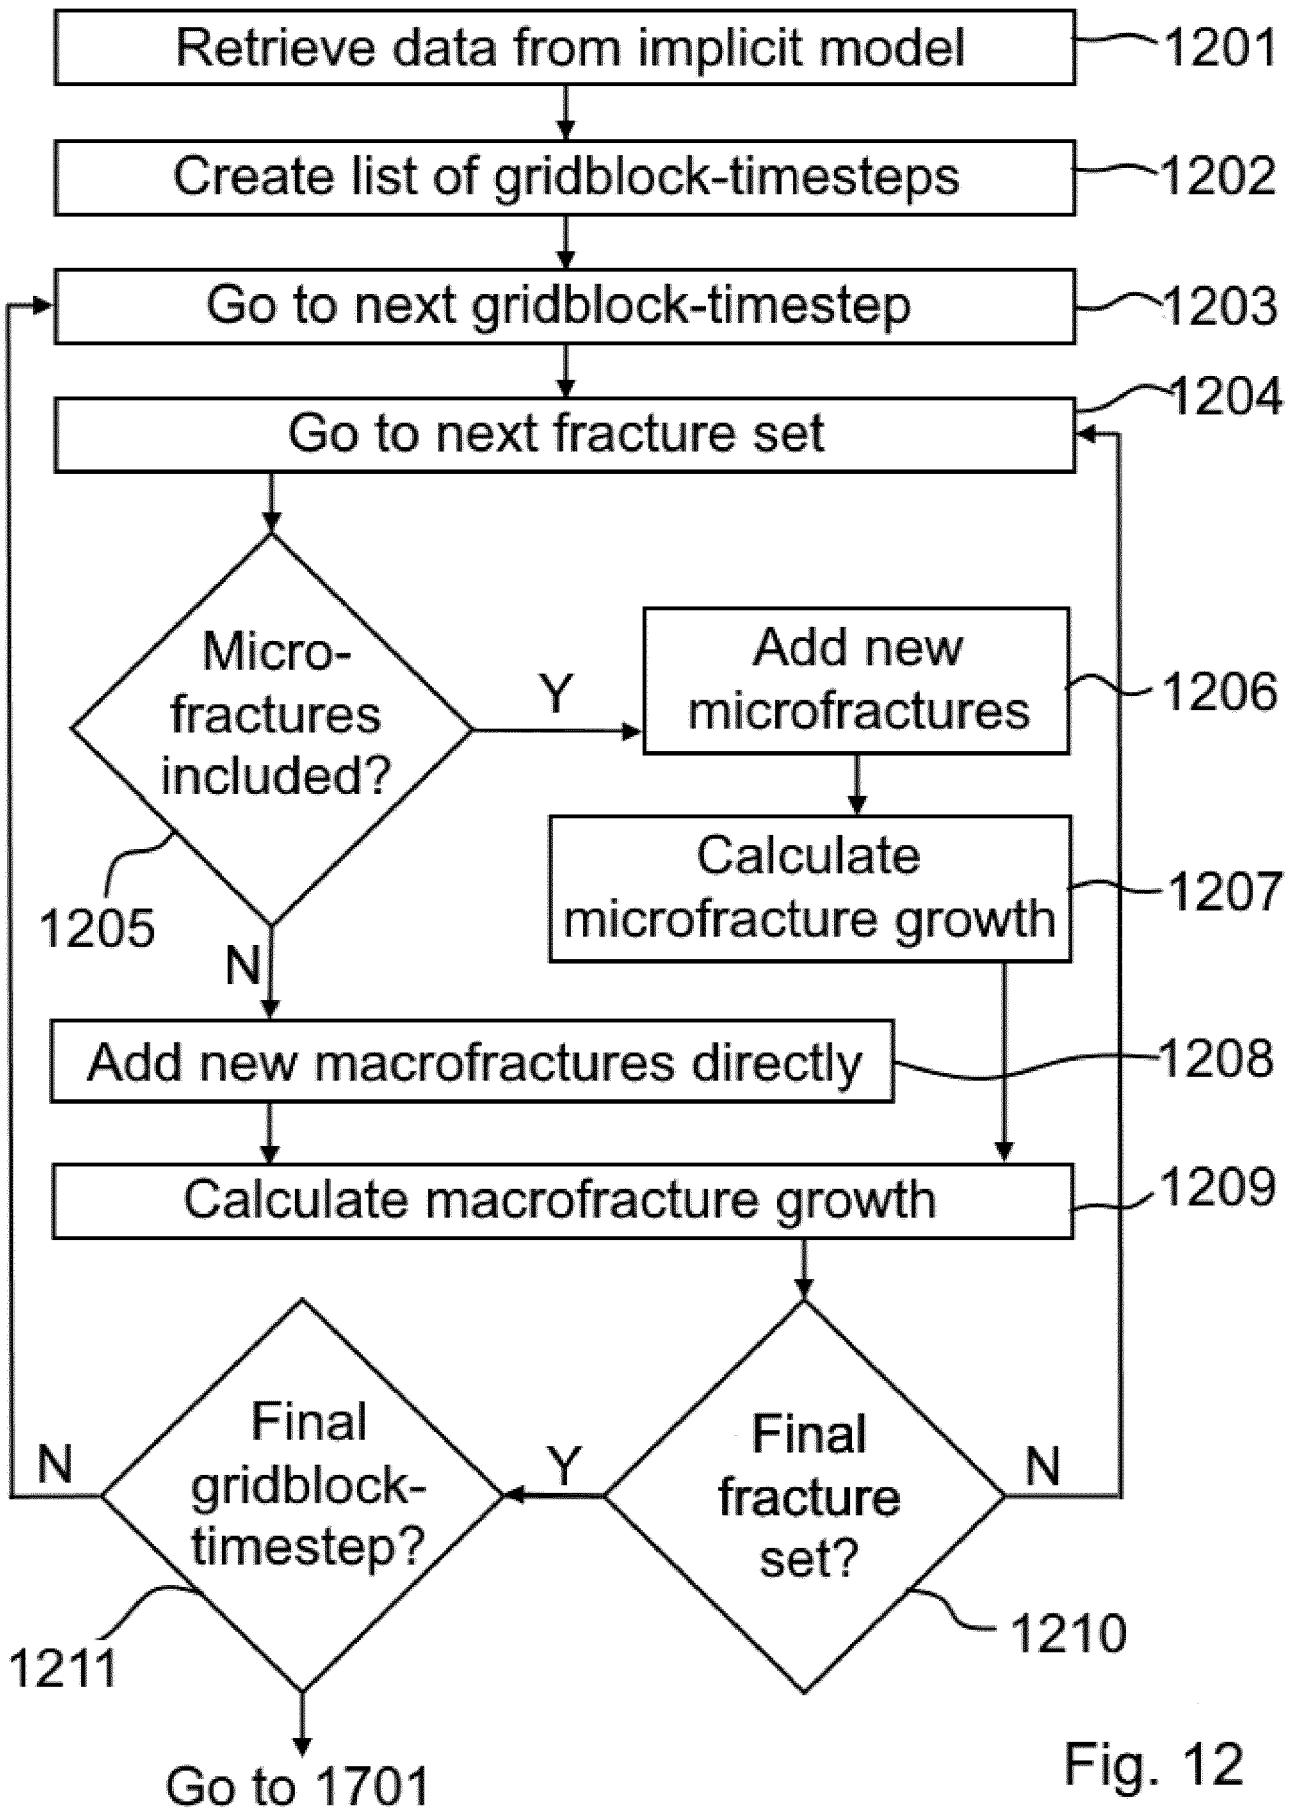 Retrieve data from implicit model
1201
Create list of gridblock-timesteps
1202
Go to next gridblock-timestep
1203
1204
Go to next fracture set
Micro-
fractures
included?
Y
1205
N
Add new
microfractures
1206
Calculate
microfracture growth
1207
Add new macrofractures directly
1208
Calculate macrofracture growth
1209
Final
fracture
set?
N
Y
1210
Final
gridblock-
timestep?
N
1211
Go to 1701
Fig. 12